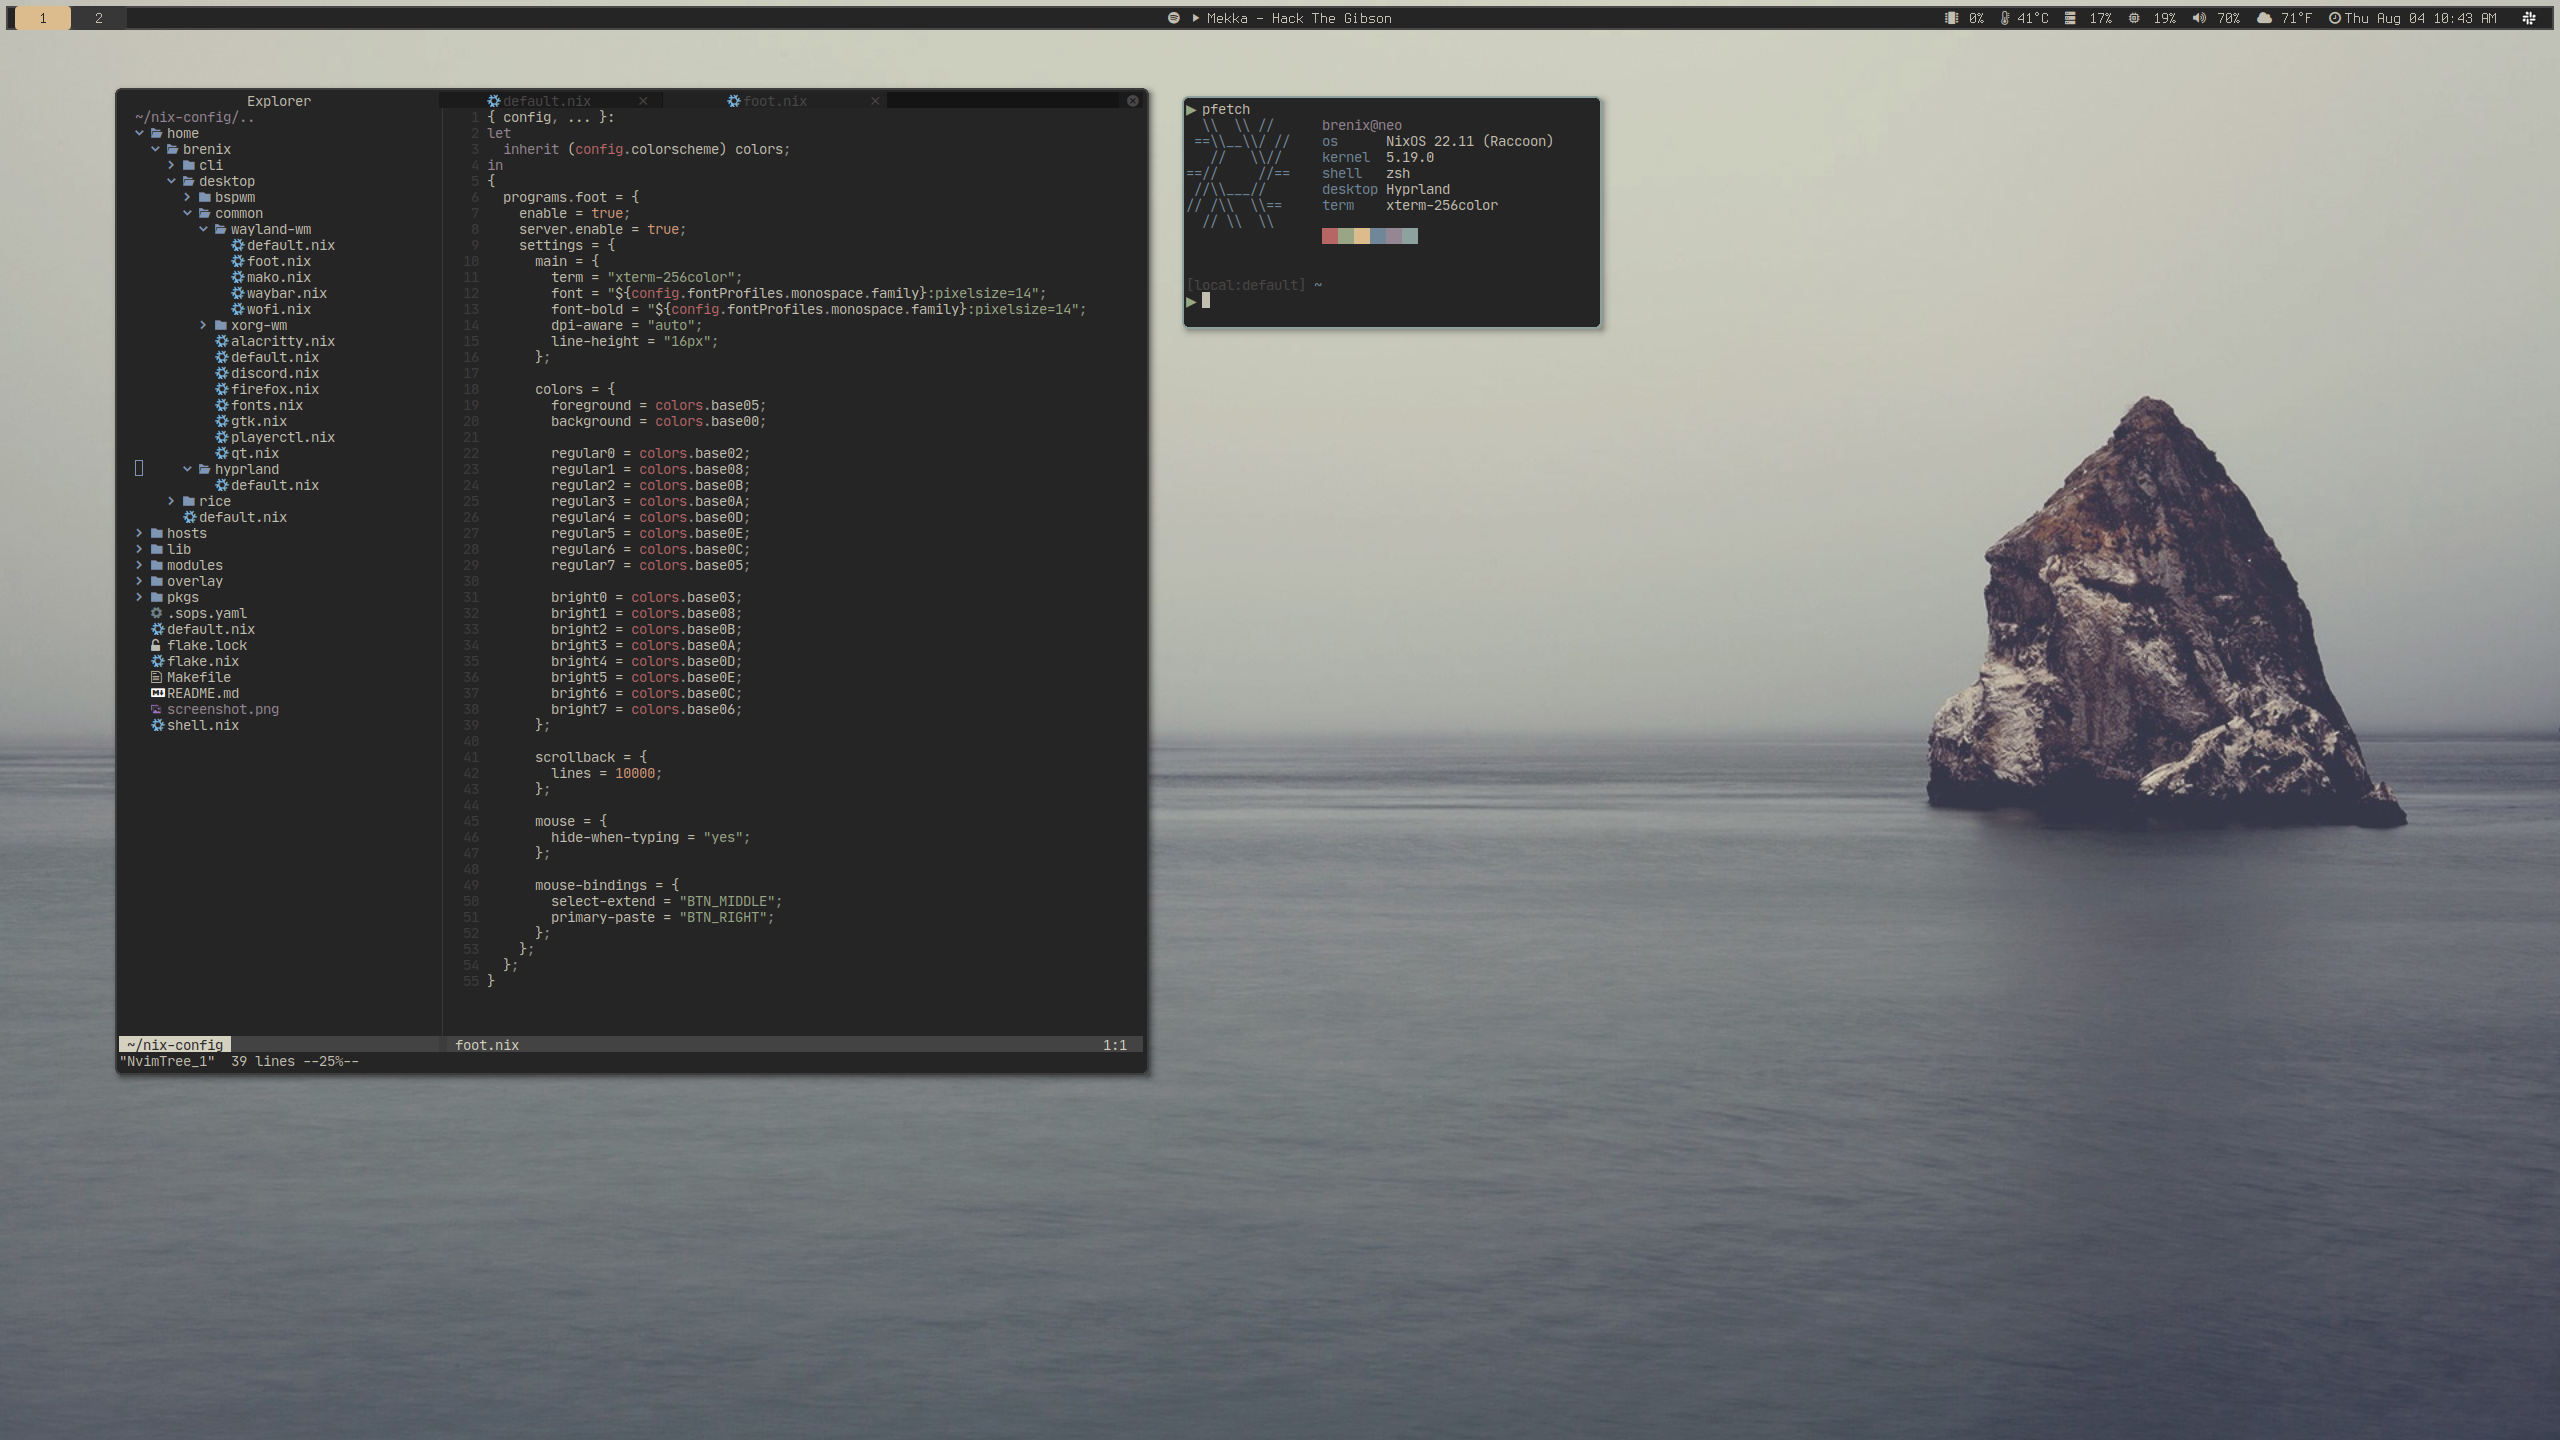 1 2
Mekka - Hack The Gibson
0% 41°C 17% 19% 70% 71°F Thu Aug 04 10:43 AM
Explorer
~/nix-config/..
home
brenix
cli
desktop
bspwm
common
wayland-wm
default.nix
foot.nix
mako.nix
waybar.nix
wofi.nix
xorg-wm
alacritty.nix
default.nix
discord.nix
firefox.nix
fonts.nix
gtk.nix
playerctl.nix
qt.nix
hyprland
default.nix
rice
default.nix
hosts
lib
modules
overlay
pkgs
.sops.yaml
default.nix
flake.lock
flake.nix
Makefile
README.md
screenshot.png
shell.nix
~/nix-config
"NvimTree_1"  39 lines --25%--
default.nix × foot.nix ×
1 { config, ... }:
2 let
3   inherit (config.colorscheme) colors;
4 in
5 {
6   programs.foot = {
7     enable = true;
8     server.enable = true;
9     settings = {
10       main = {
11         term = "xterm-256color";
12         font = "${config.fontProfiles.monospace.family}:pixelsize=14";
13         font-bold = "${config.fontProfiles.monospace.family}:pixelsize=14";
14         dpi-aware = "auto";
15         line-height = "16px";
16       };
17
18       colors = {
19         foreground = colors.base05;
20         background = colors.base00;
21
22         regular0 = colors.base02;
23         regular1 = colors.base08;
24         regular2 = colors.base0B;
25         regular3 = colors.base0A;
26         regular4 = colors.base0D;
27         regular5 = colors.base0E;
28         regular6 = colors.base0C;
29         regular7 = colors.base05;
30
31         bright0 = colors.base03;
32         bright1 = colors.base08;
33         bright2 = colors.base0B;
34         bright3 = colors.base0A;
35         bright4 = colors.base0D;
36         bright5 = colors.base0E;
37         bright6 = colors.base0C;
38         bright7 = colors.base06;
39       };
40
41       scrollback = {
42         lines = 10000;
43       };
44
45       mouse = {
46         hide-when-typing = "yes";
47       };
48
49       mouse-bindings = {
50         select-extend = "BTN_MIDDLE";
51         primary-paste = "BTN_RIGHT";
52       };
53     };
54   };
55 }
foot.nix 1:1
pfetch
  \\  \\ //      brenix@neo
 ==\\__\\/ //    os      NixOS 22.11 (Raccoon)
   //   \\//     kernel  5.19.0
==//     //==    shell   zsh
 //\\___//       desktop Hyprland
// /\\  \\==     term    xterm-256color
  // \\  \\
[local:default] ~